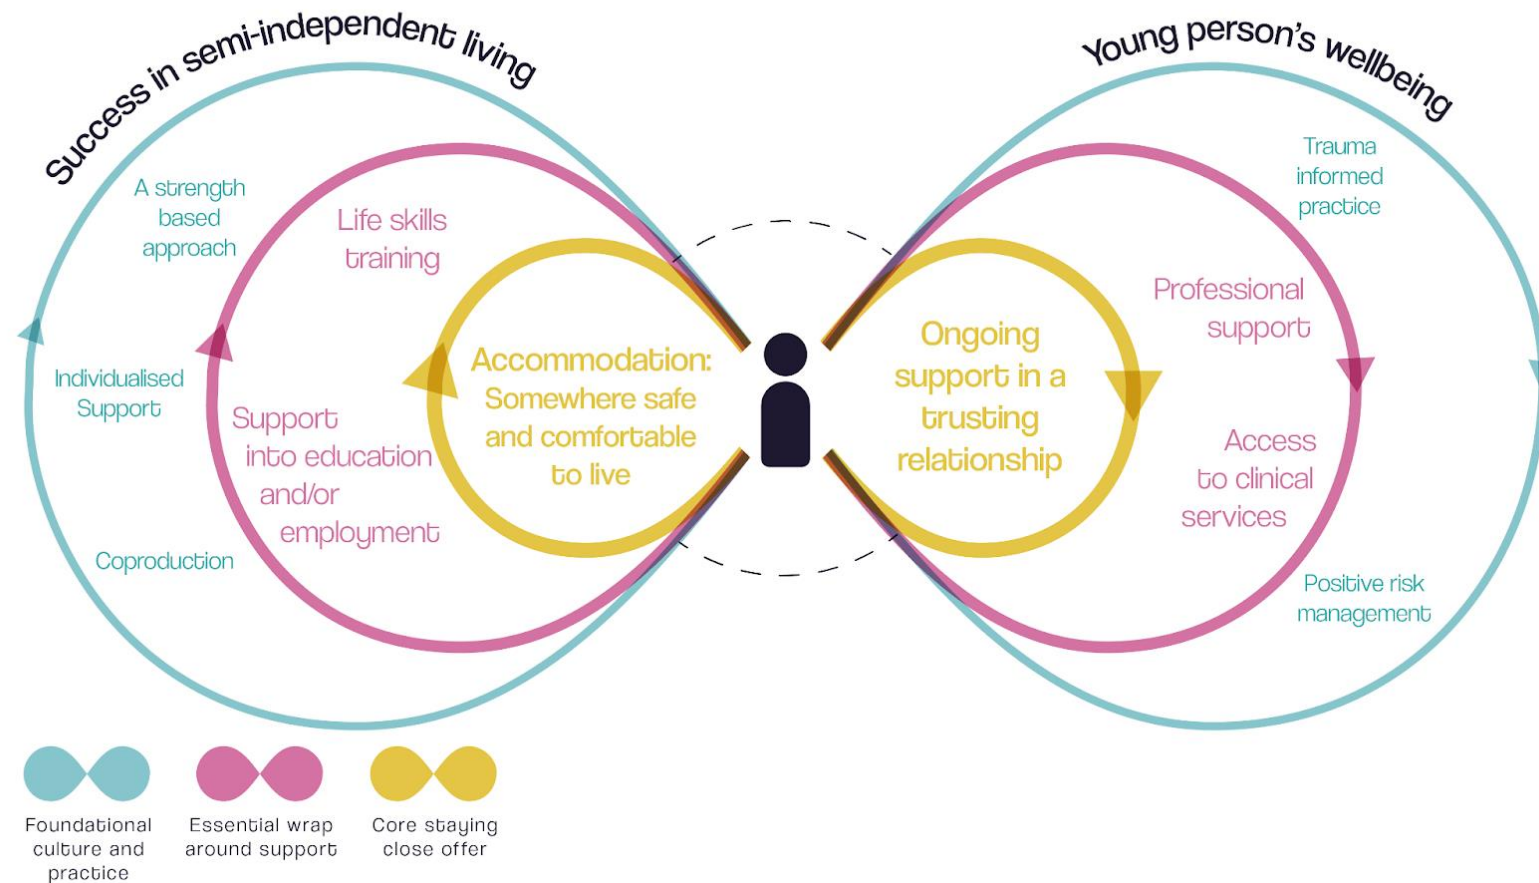 Success in semi-independent living
Young person's wellbeing
A strength
based
approach
Individualised
Support
Coproduction
Life skills
training
Support
into education
and/or
employment
Accommodation:
Somewhere safe
and comfortable
to live
Ongoing
support in a
trusting
relationship
Professional
support
Access
to clinical
services
Trauma
informed
practice
Positive risk
management
Foundational
culture and
practice
Essential wrap
around support
Core staying
close offer